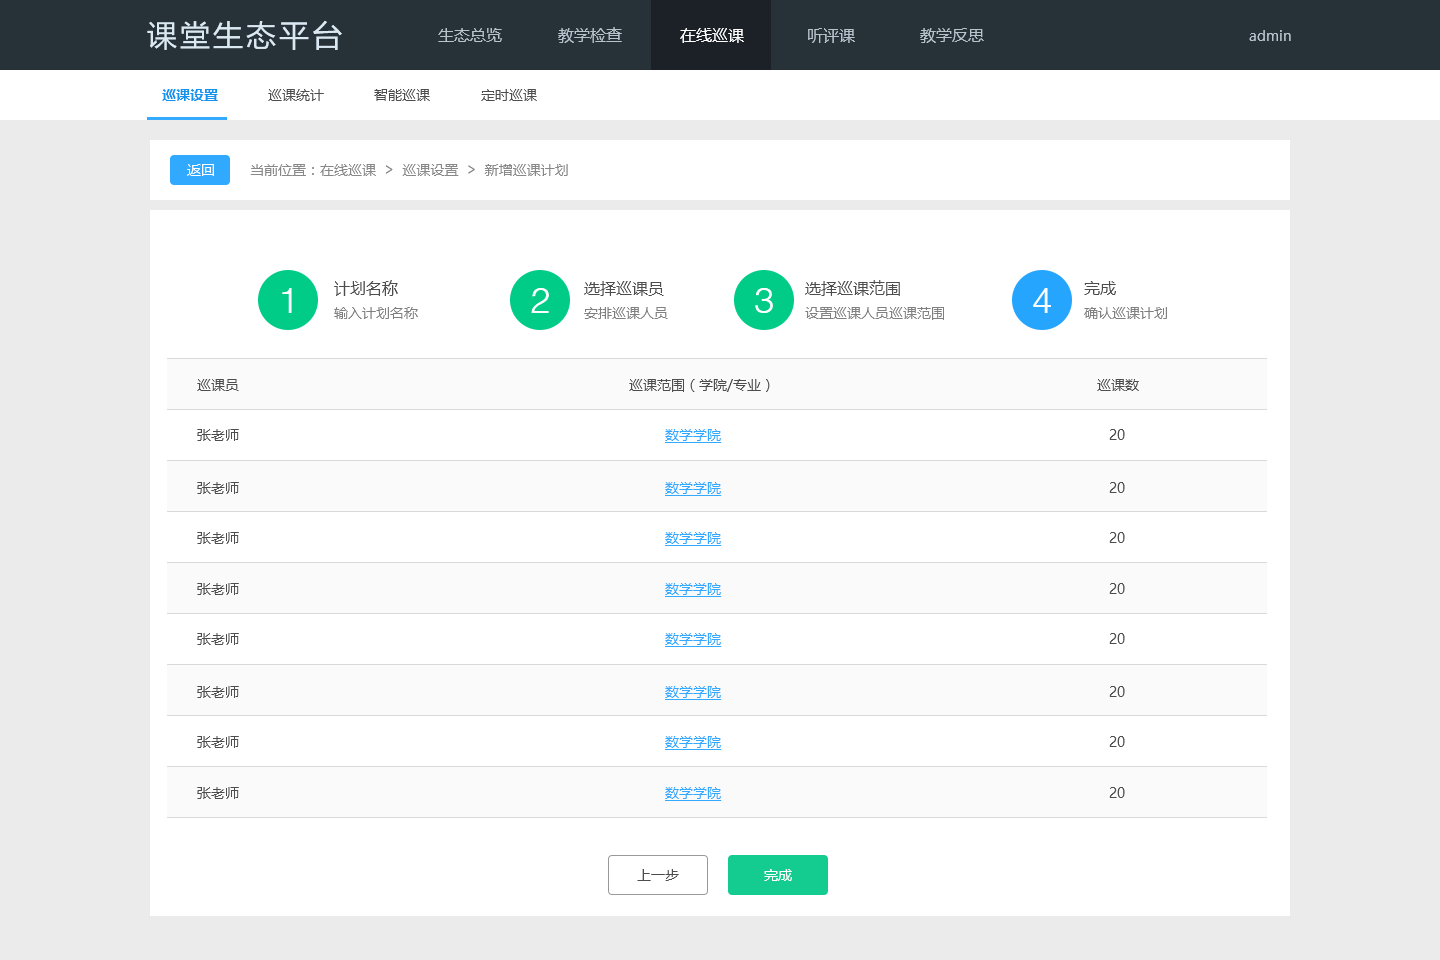 课堂生态平台 生态总览 教学检查 在线巡课 听评课 教学反思 admin
巡课设置 巡课统计 智能巡课 定时巡课
返回 当前位置：在线巡课 > 巡课设置 > 新增巡课计划
1 计划名称 2 选择巡课员 3 选择巡课范围 4 完成
输入计划名称 安排巡课人员 设置巡课人员巡课范围 确认巡课计划
巡课员 巡课范围（学院/专业） 巡课数
张老师 数学学院 20
张老师 数学学院 20
张老师 数学学院 20
张老师 数学学院 20
张老师 数学学院 20
张老师 数学学院 20
张老师 数学学院 20
张老师 数学学院 20
上一步 完成